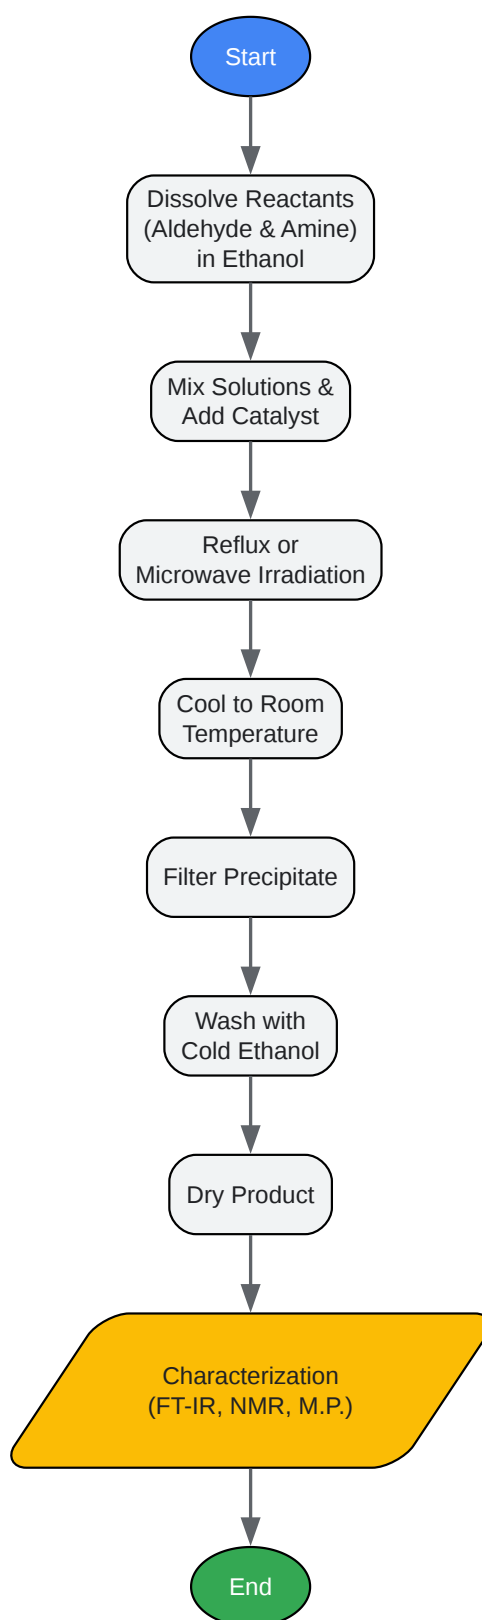 Start
Dissolve Reactants
(Aldehyde & Amine)
in Ethanol
Mix Solutions &
Add Catalyst
Reflux or
Microwave Irradiation
Cool to Room
Temperature
Filter Precipitate
Wash with
Cold Ethanol
Dry Product
Characterization
(FT-IR, NMR, M.P.)
End